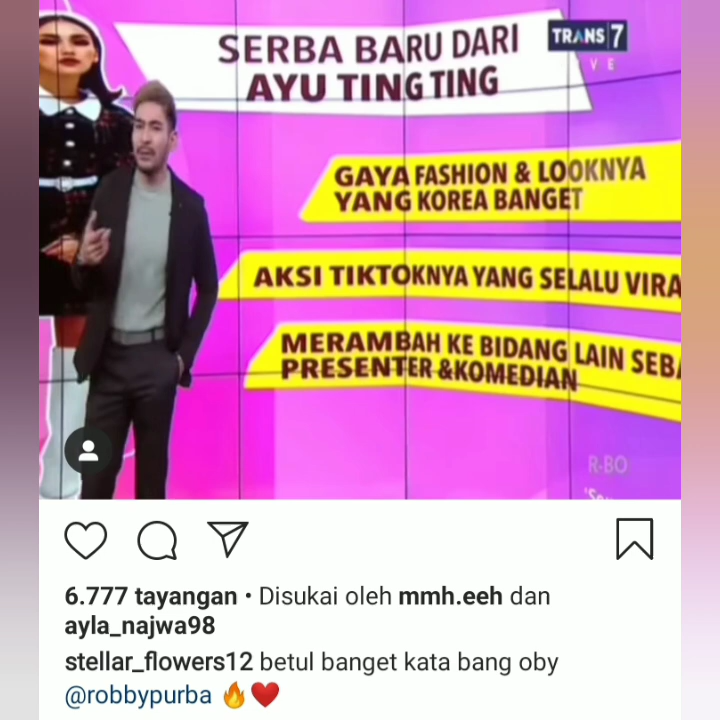 SERBA BARU DARI
AYU TING TING
TRANS 7
VE
GAYA FASHION & LOOKNYA
YANG KOREA BANGET
AKSI TIKTOKNYA YANG SELALU VIRA
MERAMBAH KE BIDANG LAIN SEBA
PRESENTER &KOMEDIAN
R-BO
6.777 tayangan • Disukai oleh mmh.eeh dan
ayla_najwa98
stellar_flowers12 betul banget kata bang oby
@robbypurba 🔥❤️